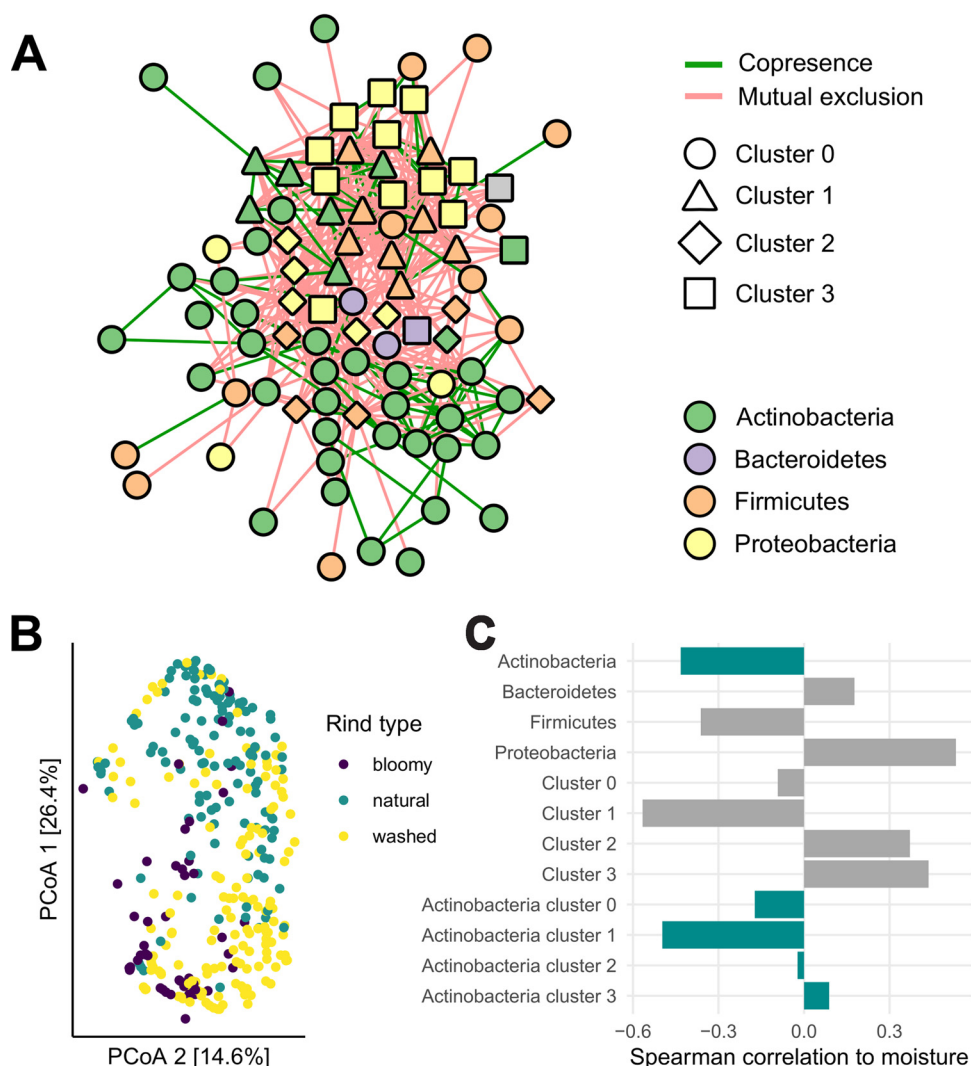 A
Copresence
Mutual exclusion
Cluster 0
Cluster 1
Cluster 2
Cluster 3
Actinobacteria
Bacteroidetes
Firmicutes
Proteobacteria
B
PCoA 1 [26.4%]
PCoA 2 [14.6%]
Rind type
bloomy
natural
washed
C
Actinobacteria
Bacteroidetes
Firmicutes
Proteobacteria
Cluster 0
Cluster 1
Cluster 2
Cluster 3
Actinobacteria cluster 0
Actinobacteria cluster 1
Actinobacteria cluster 2
Actinobacteria cluster 3
−0.6 −0.3 0.0 0.3
Spearman correlation to moisture